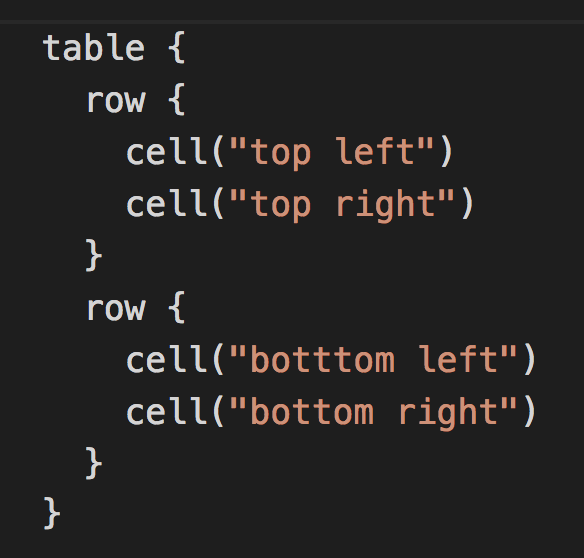 table {
  row {
    cell("top left")
    cell("top right")
  }
  row {
    cell("botttom left")
    cell("bottom right")
  }
}